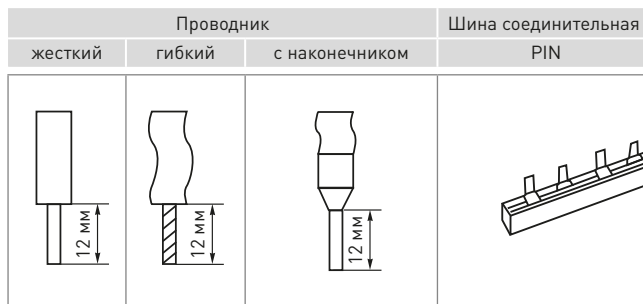 Проводник Шина соединительная
жесткий гибкий с наконечником PIN
12 мм 12 мм 12 мм